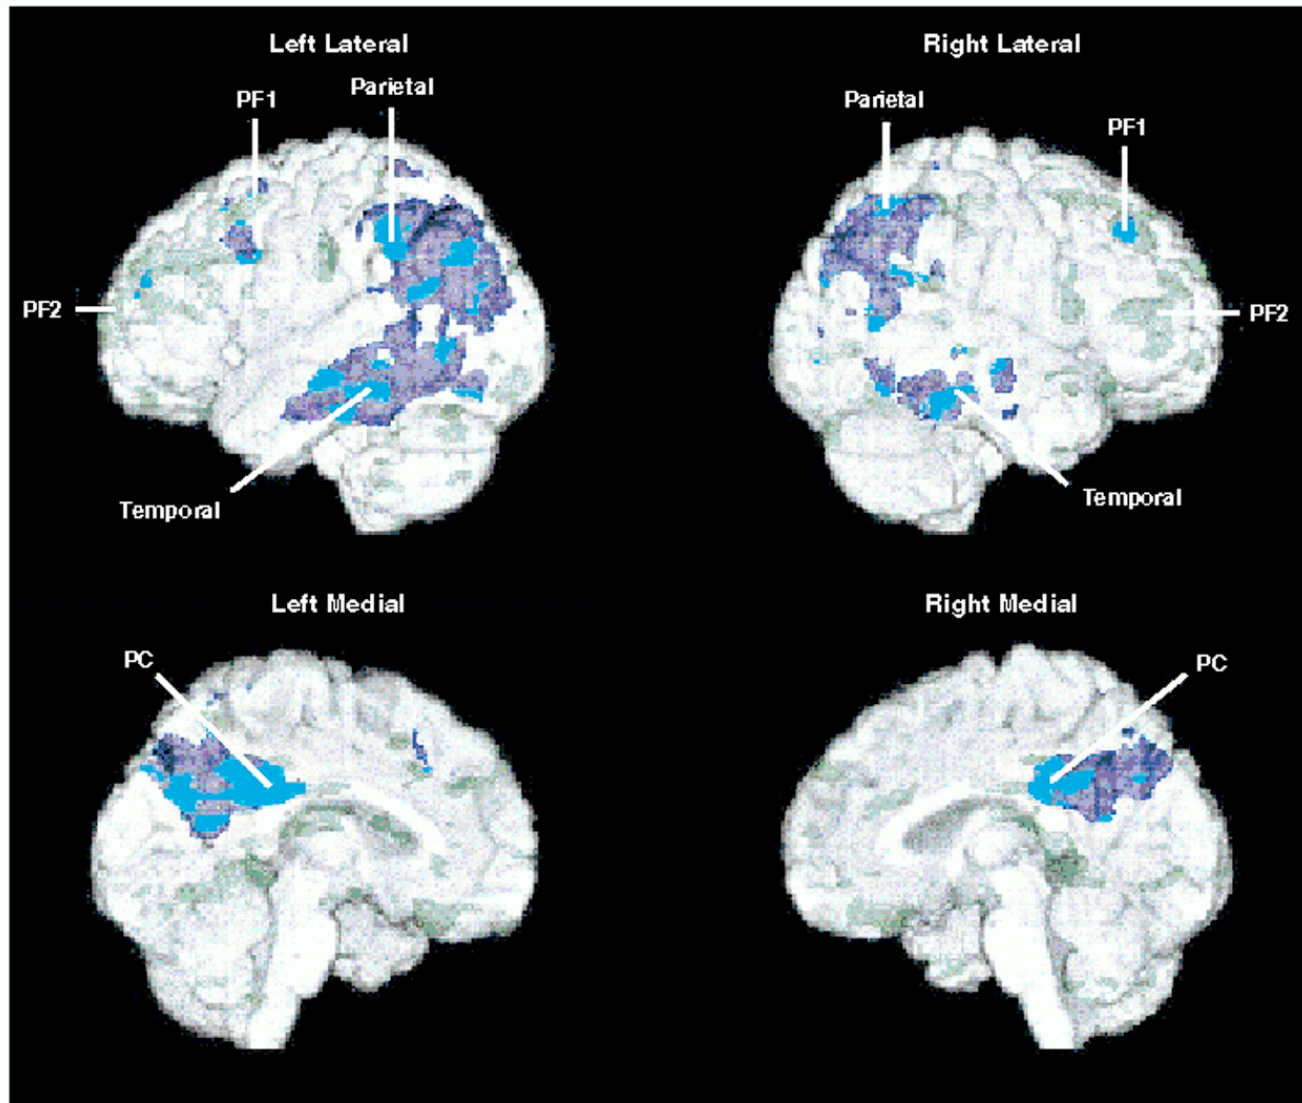 Left Lateral
Right Lateral
PF1
Parietal
Parietal
PF1
PF2
PF2
Temporal
Temporal
Left Medial
Right Medial
PC
PC